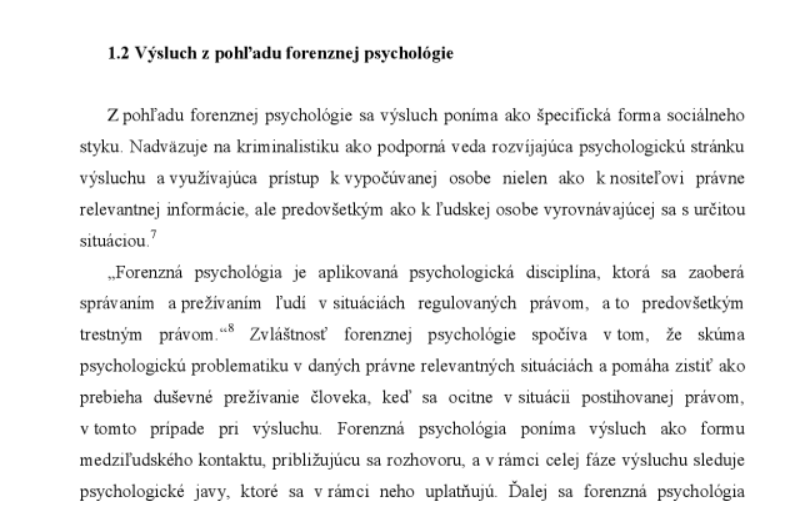 1.2 Výsluch z pohľadu forenznej psychológie
Z pohľadu forenznej psychológie sa výsluch poníma ako špecifická forma sociálneho
styku. Nadväzuje na kriminalistiku ako podporná veda rozvíjajúca psychologickú stránku
výsluchu a využívajúca prístup k vypočúvanej osobe nielen ako k nositeľovi právne
relevantnej informácie, ale predovšetkým ako k ľudskej osobe vyrovnávajúcej sa s určitou
situáciou.7
„Forenzná psychológia je aplikovaná psychologická disciplína, ktorá sa zaoberá
správaním a prežívaním ľudí v situáciách regulovaných právom, a to predovšetkým
trestným právom.“8 Zvláštnosť forenznej psychológie spočíva v tom, že skúma
psychologickú problematiku v daných právne relevantných situáciách a pomáha zistiť ako
prebieha duševné prežívanie človeka, keď sa ocitne v situácii postihovanej právom,
v tomto prípade pri výsluchu. Forenzná psychológia poníma výsluch ako formu
medziľudského kontaktu, približujúcu sa rozhovoru, a v rámci celej fáze výsluchu sleduje
psychologické javy, ktoré sa v rámci neho uplatňujú. Ďalej sa forenzná psychológia